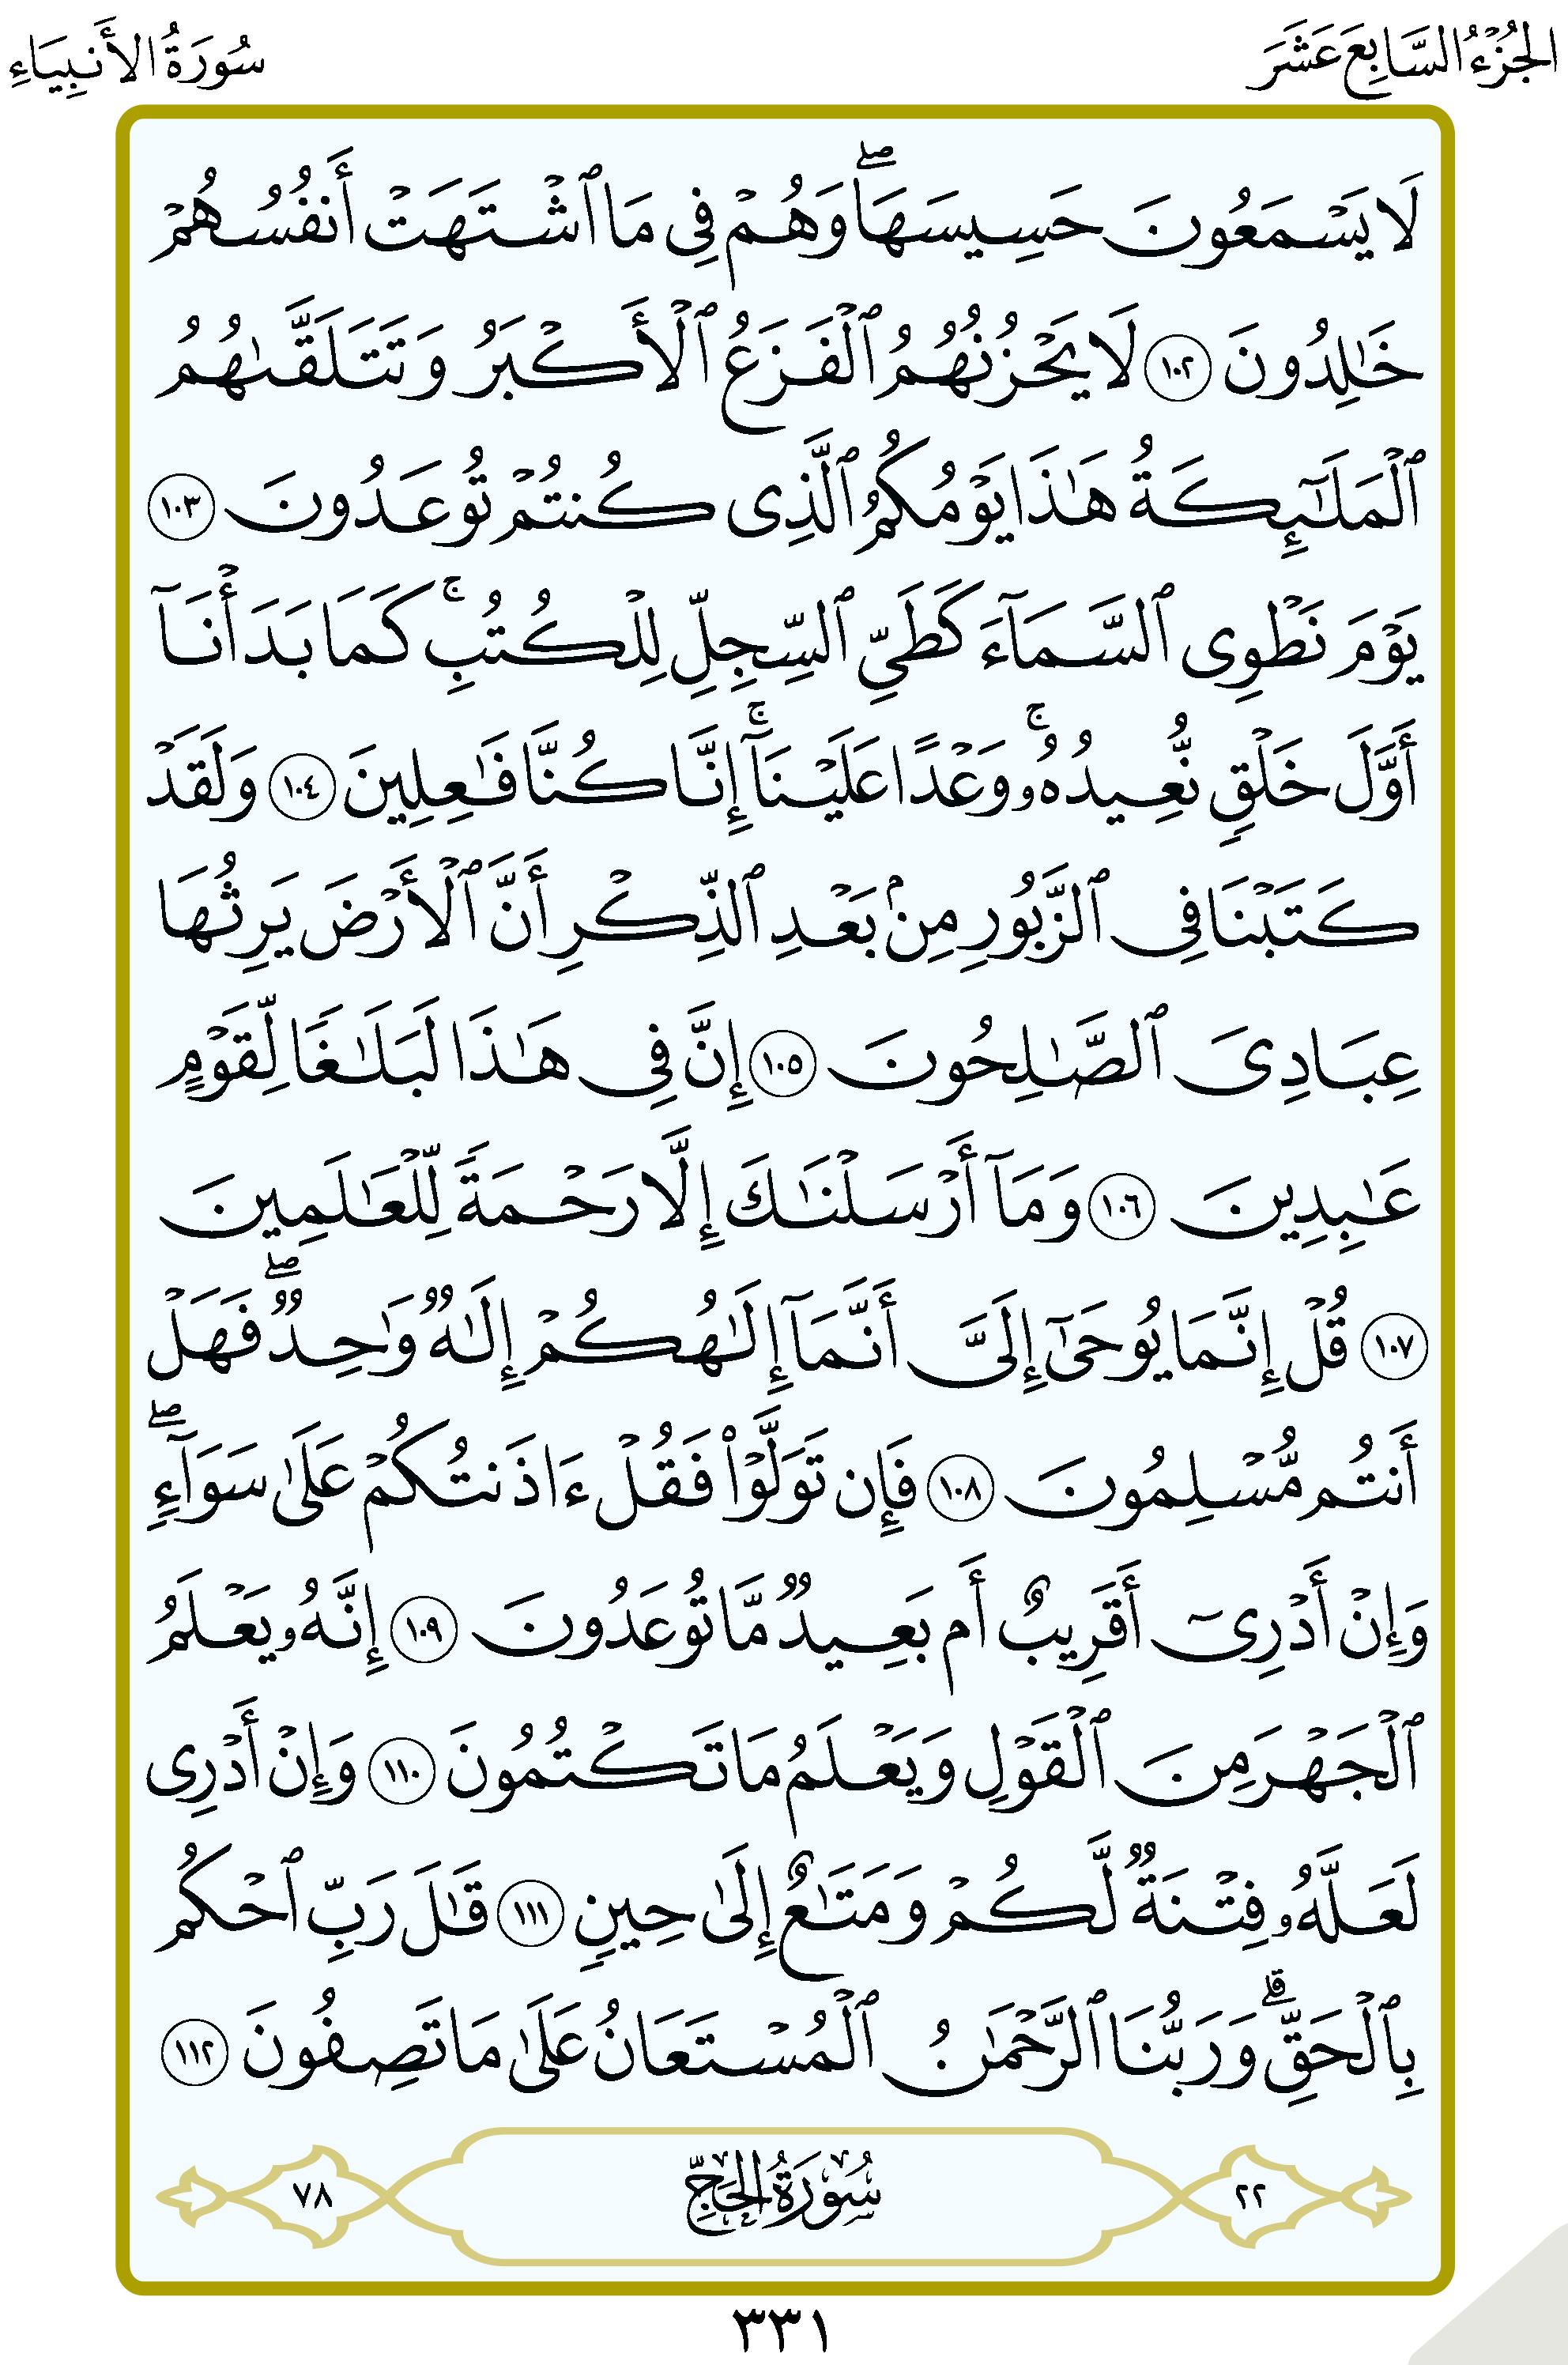 الجُزْءُ السَّابِعَ عَشَرَ
سُورَةُ الأَنبِيَاءِ
لَا يَسْمَعُونَ حَسِيسَهَاۖ وَهُمْ فِي مَا ٱشْتَهَتْ أَنفُسُهُمْ
خَٰلِدُونَ ١٠٢ لَا يَحْزُنُهُمُ ٱلْفَزَعُ ٱلْأَكْبَرُ وَتَتَلَقَّىٰهُمُ
ٱلْمَلَٰٓئِكَةُ هَٰذَا يَوْمُكُمُ ٱلَّذِى كُنتُمْ تُوعَدُونَ ١٠٣
يَوْمَ نَطْوِى ٱلسَّمَآءَ كَطَىِّ ٱلسِّجِلِّ لِلْكُتُبِۚ كَمَا بَدَأْنَآ
أَوَّلَ خَلْقٍ نُّعِيدُهُۥۚ وَعْدًا عَلَيْنَآۚ إِنَّا كُنَّا فَٰعِلِينَ ١٠٤ وَلَقَدْ
كَتَبْنَا فِى ٱلزَّبُورِ مِنۢ بَعْدِ ٱلذِّكْرِ أَنَّ ٱلْأَرْضَ يَرِثُهَا
عِبَادِىَ ٱلصَّٰلِحُونَ ١٠٥ إِنَّ فِى هَٰذَا لَبَلَٰغًا لِّقَوْمٍ
عَٰبِدِينَ ١٠٦ وَمَآ أَرْسَلْنَٰكَ إِلَّا رَحْمَةً لِّلْعَٰلَمِينَ
١٠٧ قُلْ إِنَّمَا يُوحَىٰٓ إِلَىَّ أَنَّمَآ إِلَٰهُكُمْ إِلَٰهٌ وَٰحِدٌۖ فَهَلْ
أَنتُم مُّسْلِمُونَ ١٠٨ فَإِن تَوَلَّوْا۟ فَقُلْ ءَاذَنتُكُمْ عَلَىٰ سَوَآءٍۖ
وَإِنْ أَدْرِىٓ أَقَرِيبٌ أَم بَعِيدٌ مَّا تُوعَدُونَ ١٠٩ إِنَّهُۥ يَعْلَمُ
ٱلْجَهْرَ مِنَ ٱلْقَوْلِ وَيَعْلَمُ مَا تَكْتُمُونَ ١١٠ وَإِنْ أَدْرِى
لَعَلَّهُۥ فِتْنَةٌ لَّكُمْ وَمَتَٰعٌ إِلَىٰ حِينٍ ١١١ قَٰلَ رَبِّ ٱحْكُم
بِٱلْحَقِّۗ وَرَبُّنَا ٱلرَّحْمَٰنُ ٱلْمُسْتَعَانُ عَلَىٰ مَا تَصِفُونَ ١١٢
٢٢ سُورَةُ الحَجِّ ٧٨
٣٣١